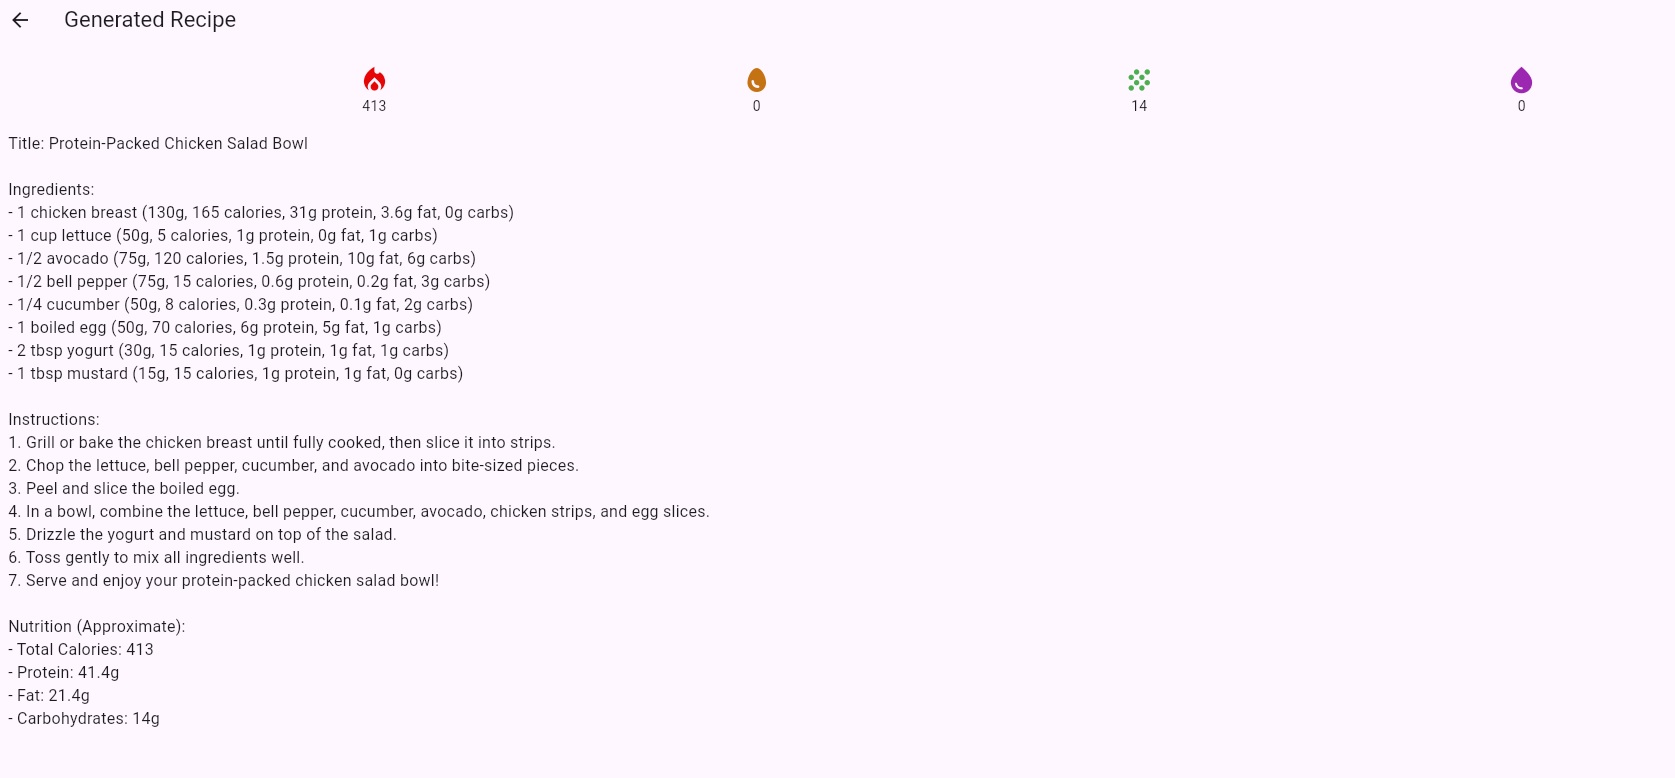 Generated Recipe
413
0
14
0
Title: Protein-Packed Chicken Salad Bowl
Ingredients:
- 1 chicken breast (130g, 165 calories, 31g protein, 3.6g fat, 0g carbs)
- 1 cup lettuce (50g, 5 calories, 1g protein, 0g fat, 1g carbs)
- 1/2 avocado (75g, 120 calories, 1.5g protein, 10g fat, 6g carbs)
- 1/2 bell pepper (75g, 15 calories, 0.6g protein, 0.2g fat, 3g carbs)
- 1/4 cucumber (50g, 8 calories, 0.3g protein, 0.1g fat, 2g carbs)
- 1 boiled egg (50g, 70 calories, 6g protein, 5g fat, 1g carbs)
- 2 tbsp yogurt (30g, 15 calories, 1g protein, 1g fat, 1g carbs)
- 1 tbsp mustard (15g, 15 calories, 1g protein, 1g fat, 0g carbs)
Instructions:
1. Grill or bake the chicken breast until fully cooked, then slice it into strips.
2. Chop the lettuce, bell pepper, cucumber, and avocado into bite-sized pieces.
3. Peel and slice the boiled egg.
4. In a bowl, combine the lettuce, bell pepper, cucumber, avocado, chicken strips, and egg slices.
5. Drizzle the yogurt and mustard on top of the salad.
6. Toss gently to mix all ingredients well.
7. Serve and enjoy your protein-packed chicken salad bowl!
Nutrition (Approximate):
- Total Calories: 413
- Protein: 41.4g
- Fat: 21.4g
- Carbohydrates: 14g